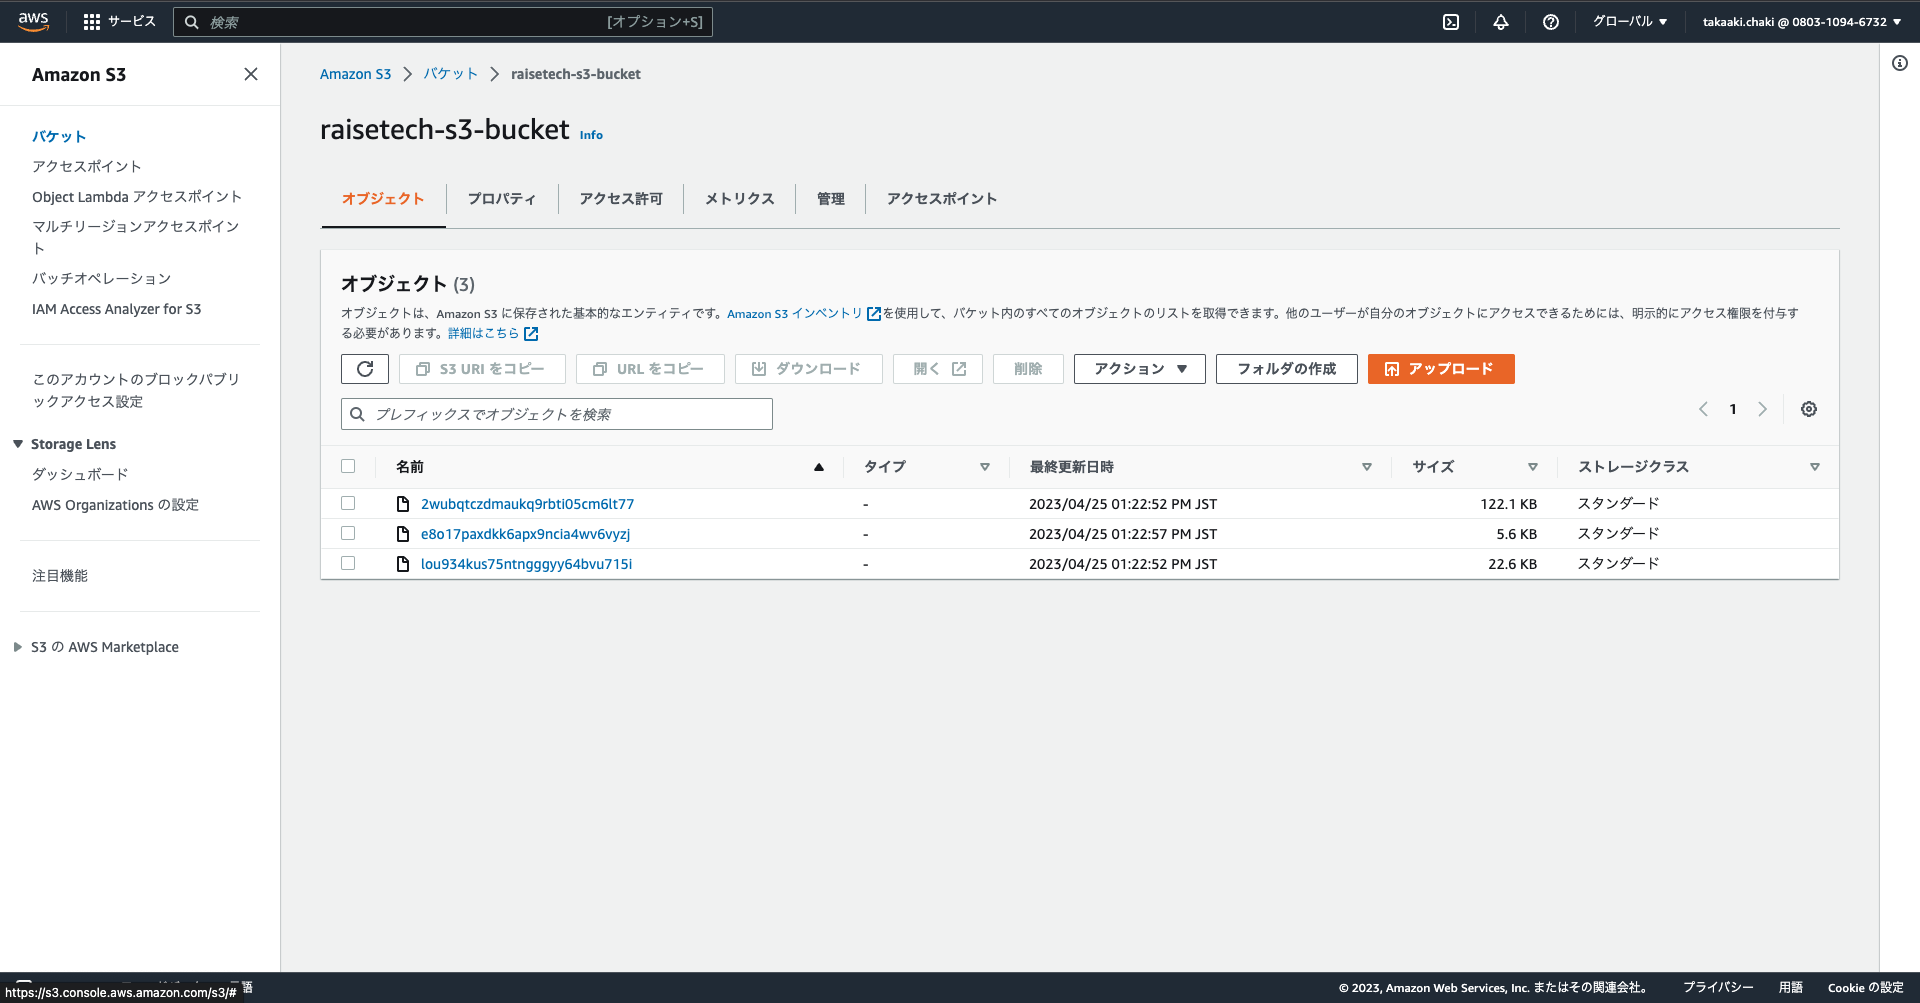 aws
サービス
検索
[オプション+S]
グローバル ▼
takaaki.chaki @ 0803-1094-6732 ▼
Amazon S3
バケット
アクセスポイント
Object Lambda アクセスポイント
マルチリージョンアクセスポイン
ト
バッチオペレーション
IAM Access Analyzer for S3
このアカウントのブロックパブリ
ックアクセス設定
Storage Lens
ダッシュボード
AWS Organizations の設定
注目機能
S3 の AWS Marketplace
Amazon S3 > バケット > raisetech-s3-bucket
raisetech-s3-bucket Info
オブジェクト
プロパティ
アクセス許可
メトリクス
管理
アクセスポイント
オブジェクト (3)
オブジェクトは、Amazon S3 に保存された基本的なエンティティです。Amazon S3 インベントリ を使用して、バケット内のすべてのオブジェクトのリストを取得できます。他のユーザーが自分のオブジェクトにアクセスできるためには、明示的にアクセス権限を付与す
る必要があります。詳細はこちら
S3 URI をコピー
URL をコピー
ダウンロード
開く
削除
アクション ▼
フォルダの作成
アップロード
プレフィックスでオブジェクトを検索
1
名前 タイプ 最終更新日時 サイズ ストレージクラス
2wubqtczdmaukq9rbti05cm6lt77 - 2023/04/25 01:22:52 PM JST 122.1 KB スタンダード
e8o17paxdkk6apx9ncia4wv6vyzj - 2023/04/25 01:22:57 PM JST 5.6 KB スタンダード
lou934kus75ntngggyy64bvu715i - 2023/04/25 01:22:52 PM JST 22.6 KB スタンダード
https://s3.console.aws.amazon.com/s3/#
© 2023, Amazon Web Services, Inc. またはその関連会社。
プライバシー
用語
Cookie の設定